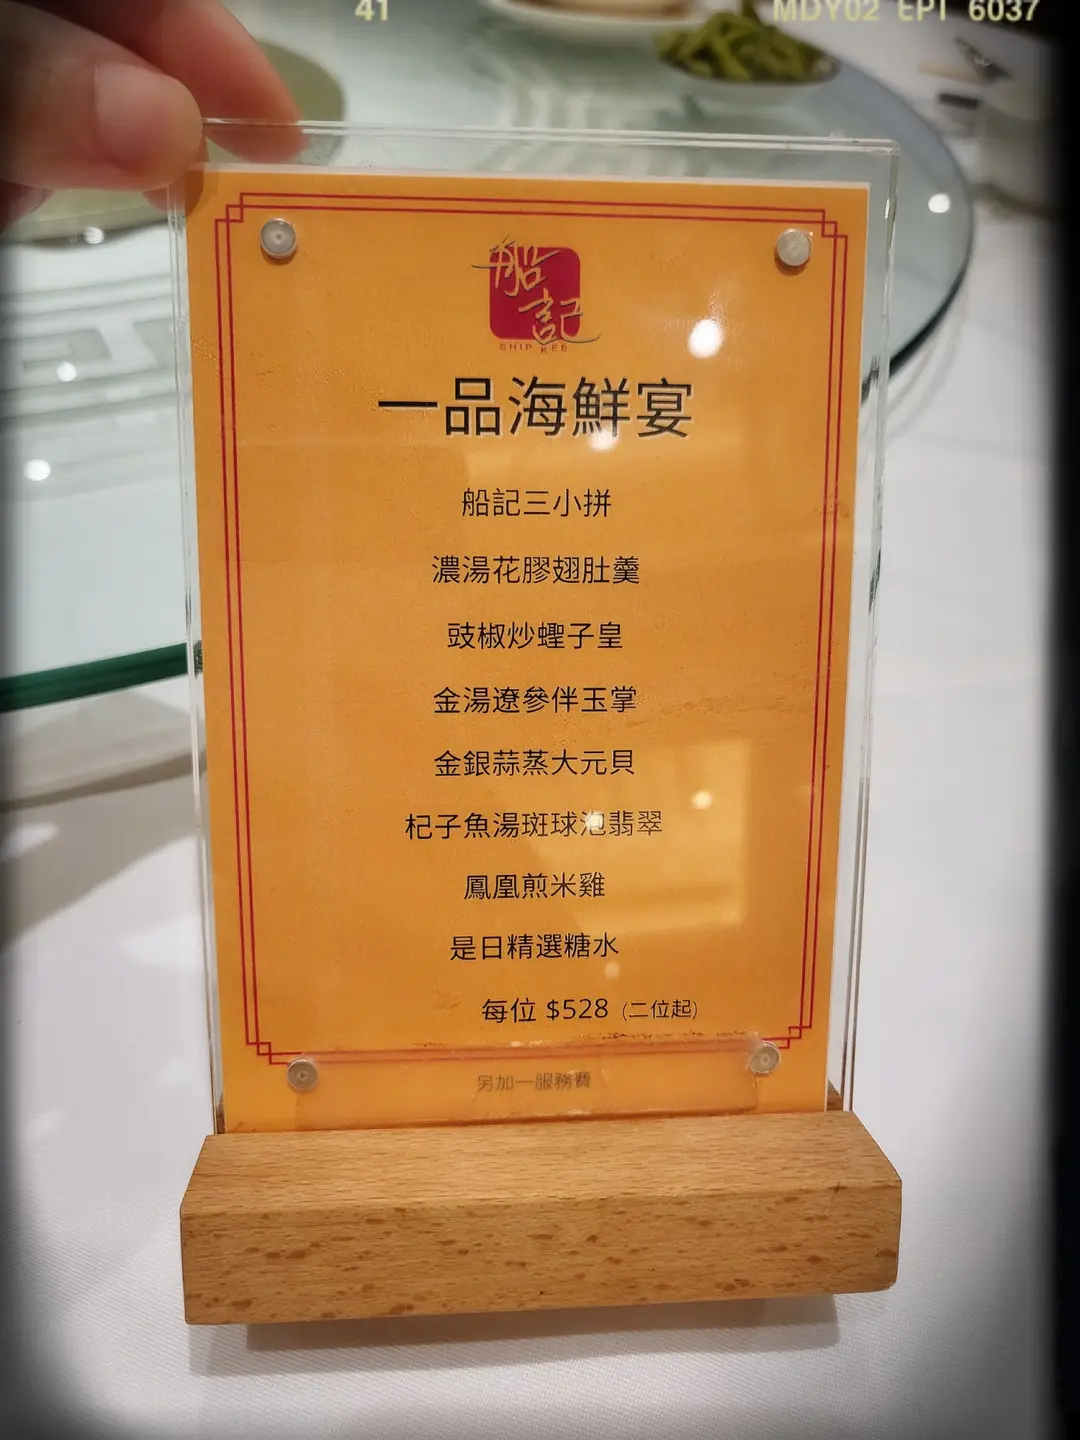 41 MDY02 EPT 6037
船記
SHIP KEE
一品海鮮宴
船記三小拼
濃湯花膠翅肚羹
豉椒炒蟶子皇
金湯遼參伴玉掌
金銀蒜蒸大元貝
杞子魚湯斑球泡翡翠
鳳凰煎米雞
是日精選糖水
每位 $528 (二位起)
另加一服務費